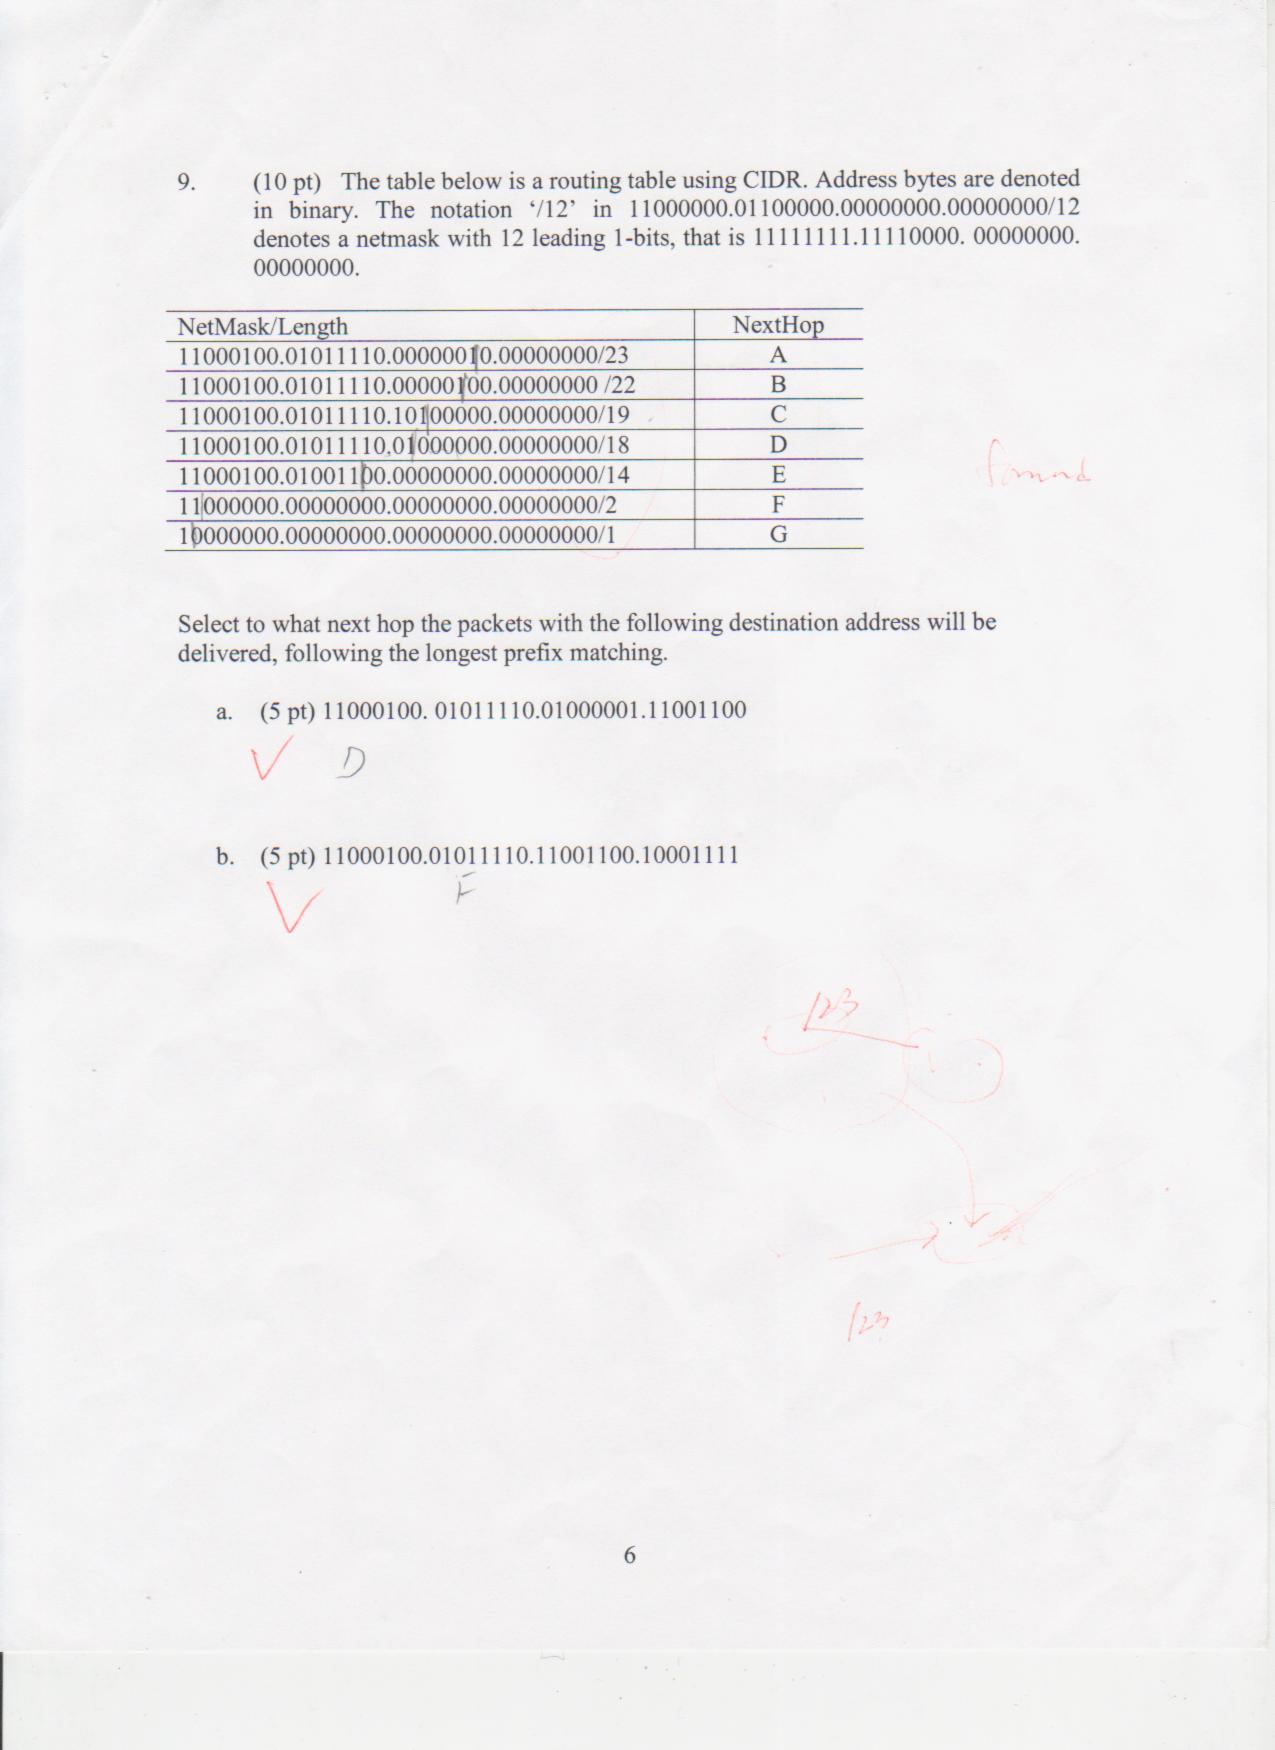 9. (10 pt) The table below is a routing table using CIDR. Address bytes are denoted
in binary. The notation ‘/12’ in 11000000.01100000.00000000.00000000/12
denotes a netmask with 12 leading 1-bits, that is 11111111.11110000. 00000000.
00000000.
NetMask/Length NextHop
11000100.01011110.00000010.00000000/23 A
11000100.01011110.00000100.00000000 /22 B
11000100.01011110.10100000.00000000/19 C
11000100.01011110.01000000.00000000/18 D
11000100.01001100.00000000.00000000/14 E
11000000.00000000.00000000.00000000/2 F
10000000.00000000.00000000.00000000/1 G
Select to what next hop the packets with the following destination address will be
delivered, following the longest prefix matching.
a. (5 pt) 11000100. 01011110.01000001.11001100
D
b. (5 pt) 11000100.01011110.11001100.10001111
F
123
123
6